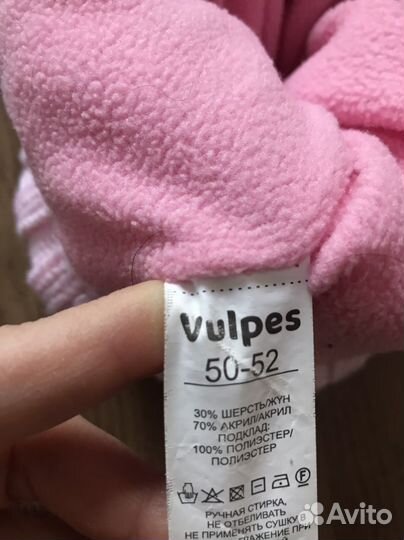 Vulpes
50-52
30% ШЕРСТЬ/ЖҮН
70% АКРИЛ/АКРИЛ
ПОДКЛАД:
100% ПОЛИЭСТЕР/
ПОЛИЭСТЕР
РУЧНАЯ СТИРКА,
НЕ ОТБЕЛИВАТЬ
НЕ ПРИМЕНЯТЬ СУШКУ В
Avito